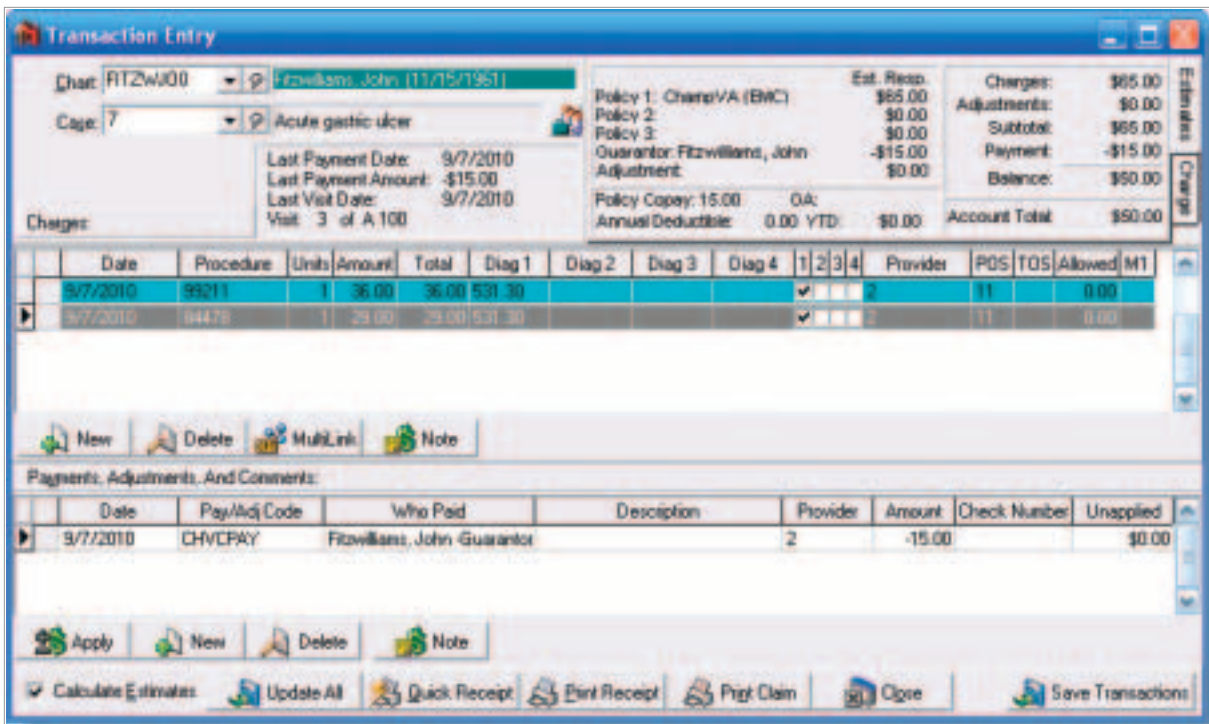 Transaction Entry
Chart: FITZWJO0 Fitzwilliams, John (11/15/1961)
Case: 7 Acute gastric ulcer
Last Payment Date: 9/7/2010
Last Payment Amount: -$15.00
Last Visit Date: 9/7/2010
Visit: 3 of A 100
Charges:
Est. Resp.
Policy 1: ChampVA (EMC) $65.00
Policy 2: $0.00
Policy 3: $0.00
Guarantor: Fitzwilliams, John -$15.00
Adjustment: $0.00
Policy Copay: 15.00 OA:
Annual Deductible: 0.00 YTD: $0.00
Charges: $65.00
Adjustments: $0.00
Subtotal: $65.00
Payment: -$15.00
Balance: $50.00
Account Total: $50.00
Estimates
Charge
Date Procedure Units Amount Total Diag 1 Diag 2 Diag 3 Diag 4 1 2 3 4 Provider POS TOS Allowed M1
9/7/2010 99211 1 36.00 36.00 531.30 2 11 0.00
9/7/2010 84478 1 29.00 29.00 531.30 2 11 0.00
New Delete MultiLink Note
Payments, Adjustments, And Comments:
Date Pay/Adj Code Who Paid Description Provider Amount Check Number Unapplied
9/7/2010 CHVCPAY Fitzwilliams, John -Guarantor 2 -15.00 $0.00
Apply New Delete Note
Calculate Estimates Update All Quick Receipt Print Receipt Print Claim Close Save Transactions